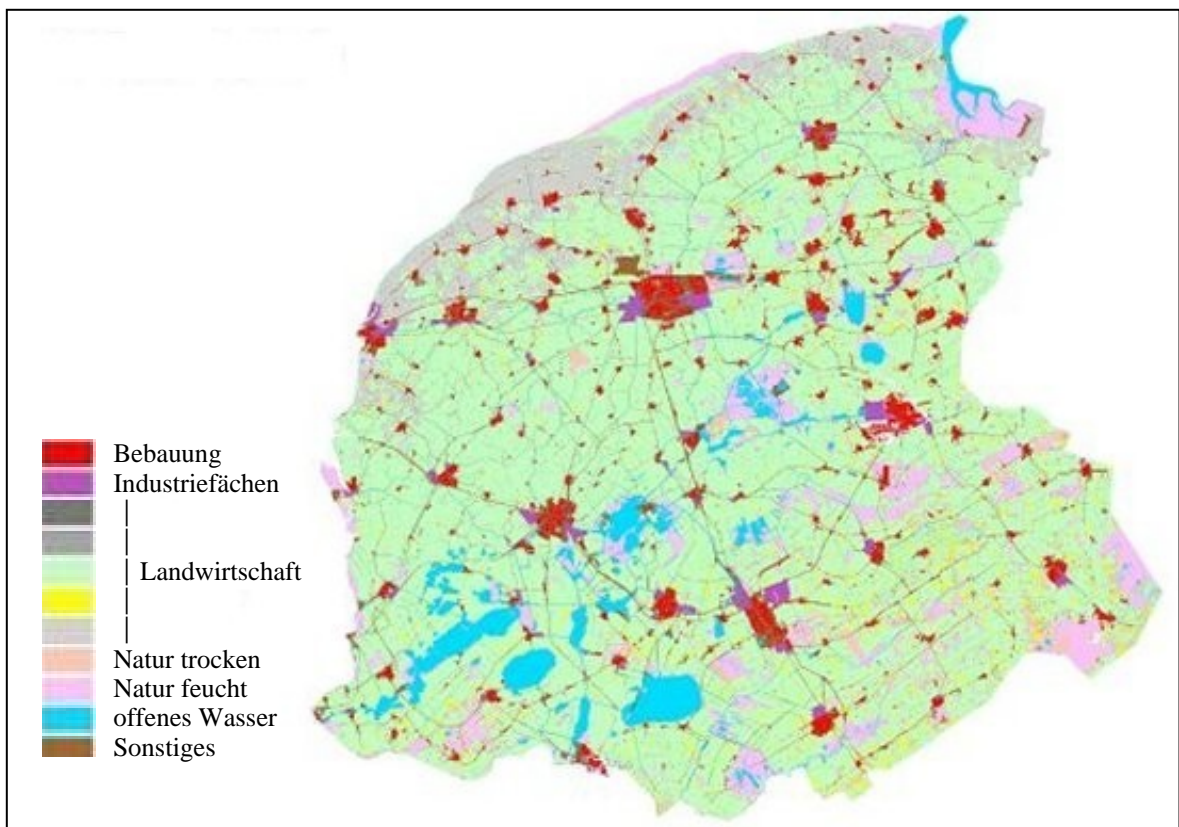 Bebauung
Industriefächen
Landwirtschaft
Natur trocken
Natur feucht
offenes Wasser
Sonstiges